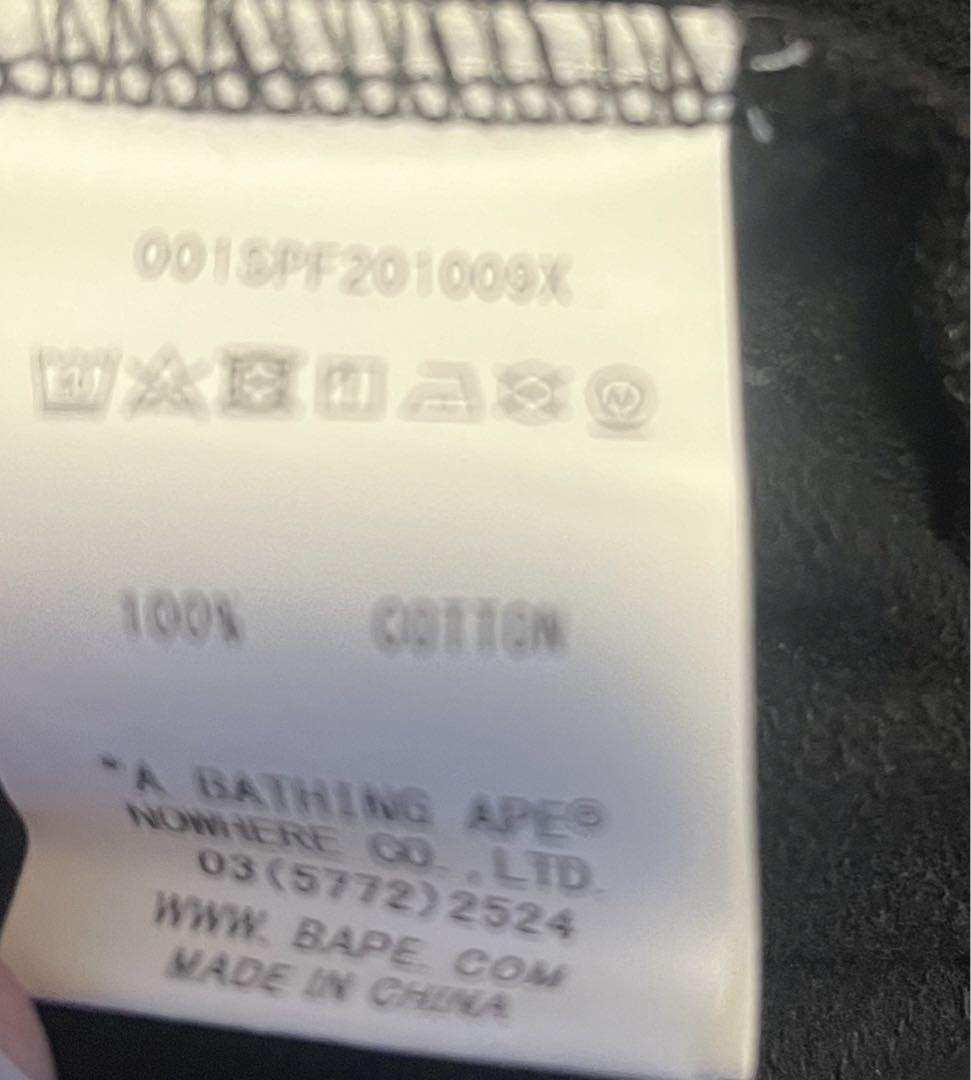 001SPF201009X
100% COTTON
"A BATHING APE®
NOWHERE CO., LTD.
03(5772)2524
WWW. BAPE. COM
MADE IN CHINA